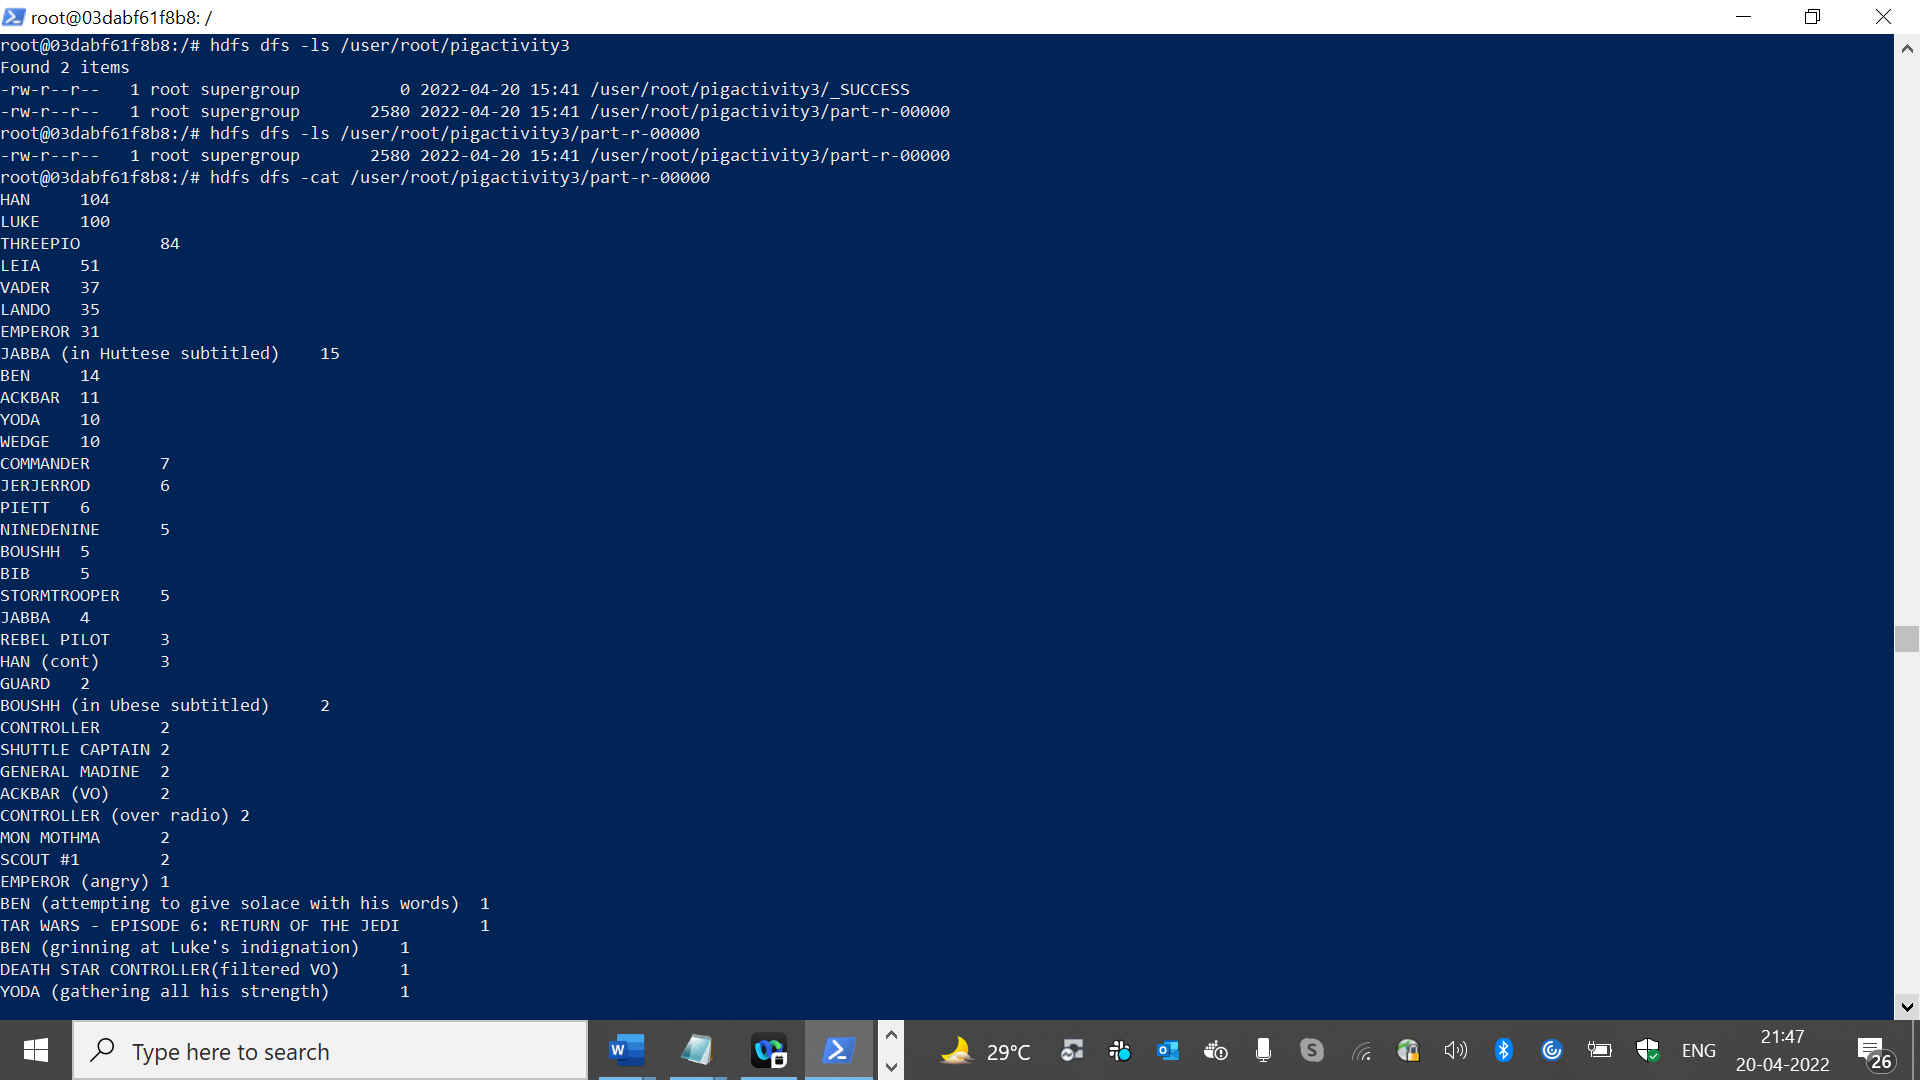 root@03dabf61f8b8: /
root@03dabf61f8b8:/# hdfs dfs -ls /user/root/pigactivity3
Found 2 items
-rw-r--r--   1 root supergroup          0 2022-04-20 15:41 /user/root/pigactivity3/_SUCCESS
-rw-r--r--   1 root supergroup       2580 2022-04-20 15:41 /user/root/pigactivity3/part-r-00000
root@03dabf61f8b8:/# hdfs dfs -ls /user/root/pigactivity3/part-r-00000
-rw-r--r--   1 root supergroup       2580 2022-04-20 15:41 /user/root/pigactivity3/part-r-00000
root@03dabf61f8b8:/# hdfs dfs -cat /user/root/pigactivity3/part-r-00000
HAN     104
LUKE    100
THREEPIO        84
LEIA    51
VADER   37
LANDO   35
EMPEROR 31
JABBA (in Huttese subtitled)    15
BEN     14
ACKBAR  11
YODA    10
WEDGE   10
COMMANDER       7
JERJERROD       6
PIETT   6
NINEDENINE      5
BOUSHH  5
BIB     5
STORMTROOPER    5
JABBA   4
REBEL PILOT     3
HAN (cont)      3
GUARD   2
BOUSHH (in Ubese subtitled)     2
CONTROLLER      2
SHUTTLE CAPTAIN 2
GENERAL MADINE  2
ACKBAR (VO)     2
CONTROLLER (over radio) 2
MON MOTHMA      2
SCOUT #1        2
EMPEROR (angry) 1
BEN (attempting to give solace with his words)  1
TAR WARS - EPISODE 6: RETURN OF THE JEDI        1
BEN (grinning at Luke's indignation)    1
DEATH STAR CONTROLLER(filtered VO)      1
YODA (gathering all his strength)       1
Type here to search
29°C
ENG
21:47
20-04-2022
26